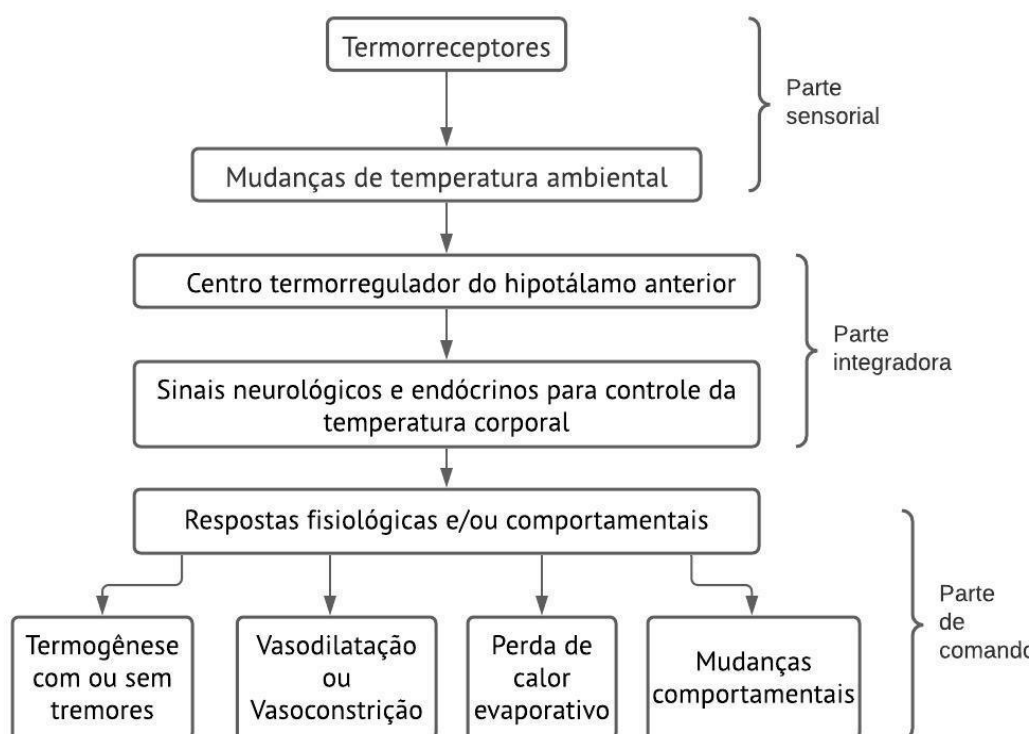 Termorreceptores
Parte
sensorial
Mudanças de temperatura ambiental
Centro termorregulador do hipotálamo anterior
Parte
integradora
Sinais neurológicos e endócrinos para controle da
temperatura corporal
Respostas fisiológicas e/ou comportamentais
Parte
de
comando
Termogênese
com ou sem
tremores
Vasodilatação
ou
Vasoconstrição
Perda de
calor
evaporativo
Mudanças
comportamentais